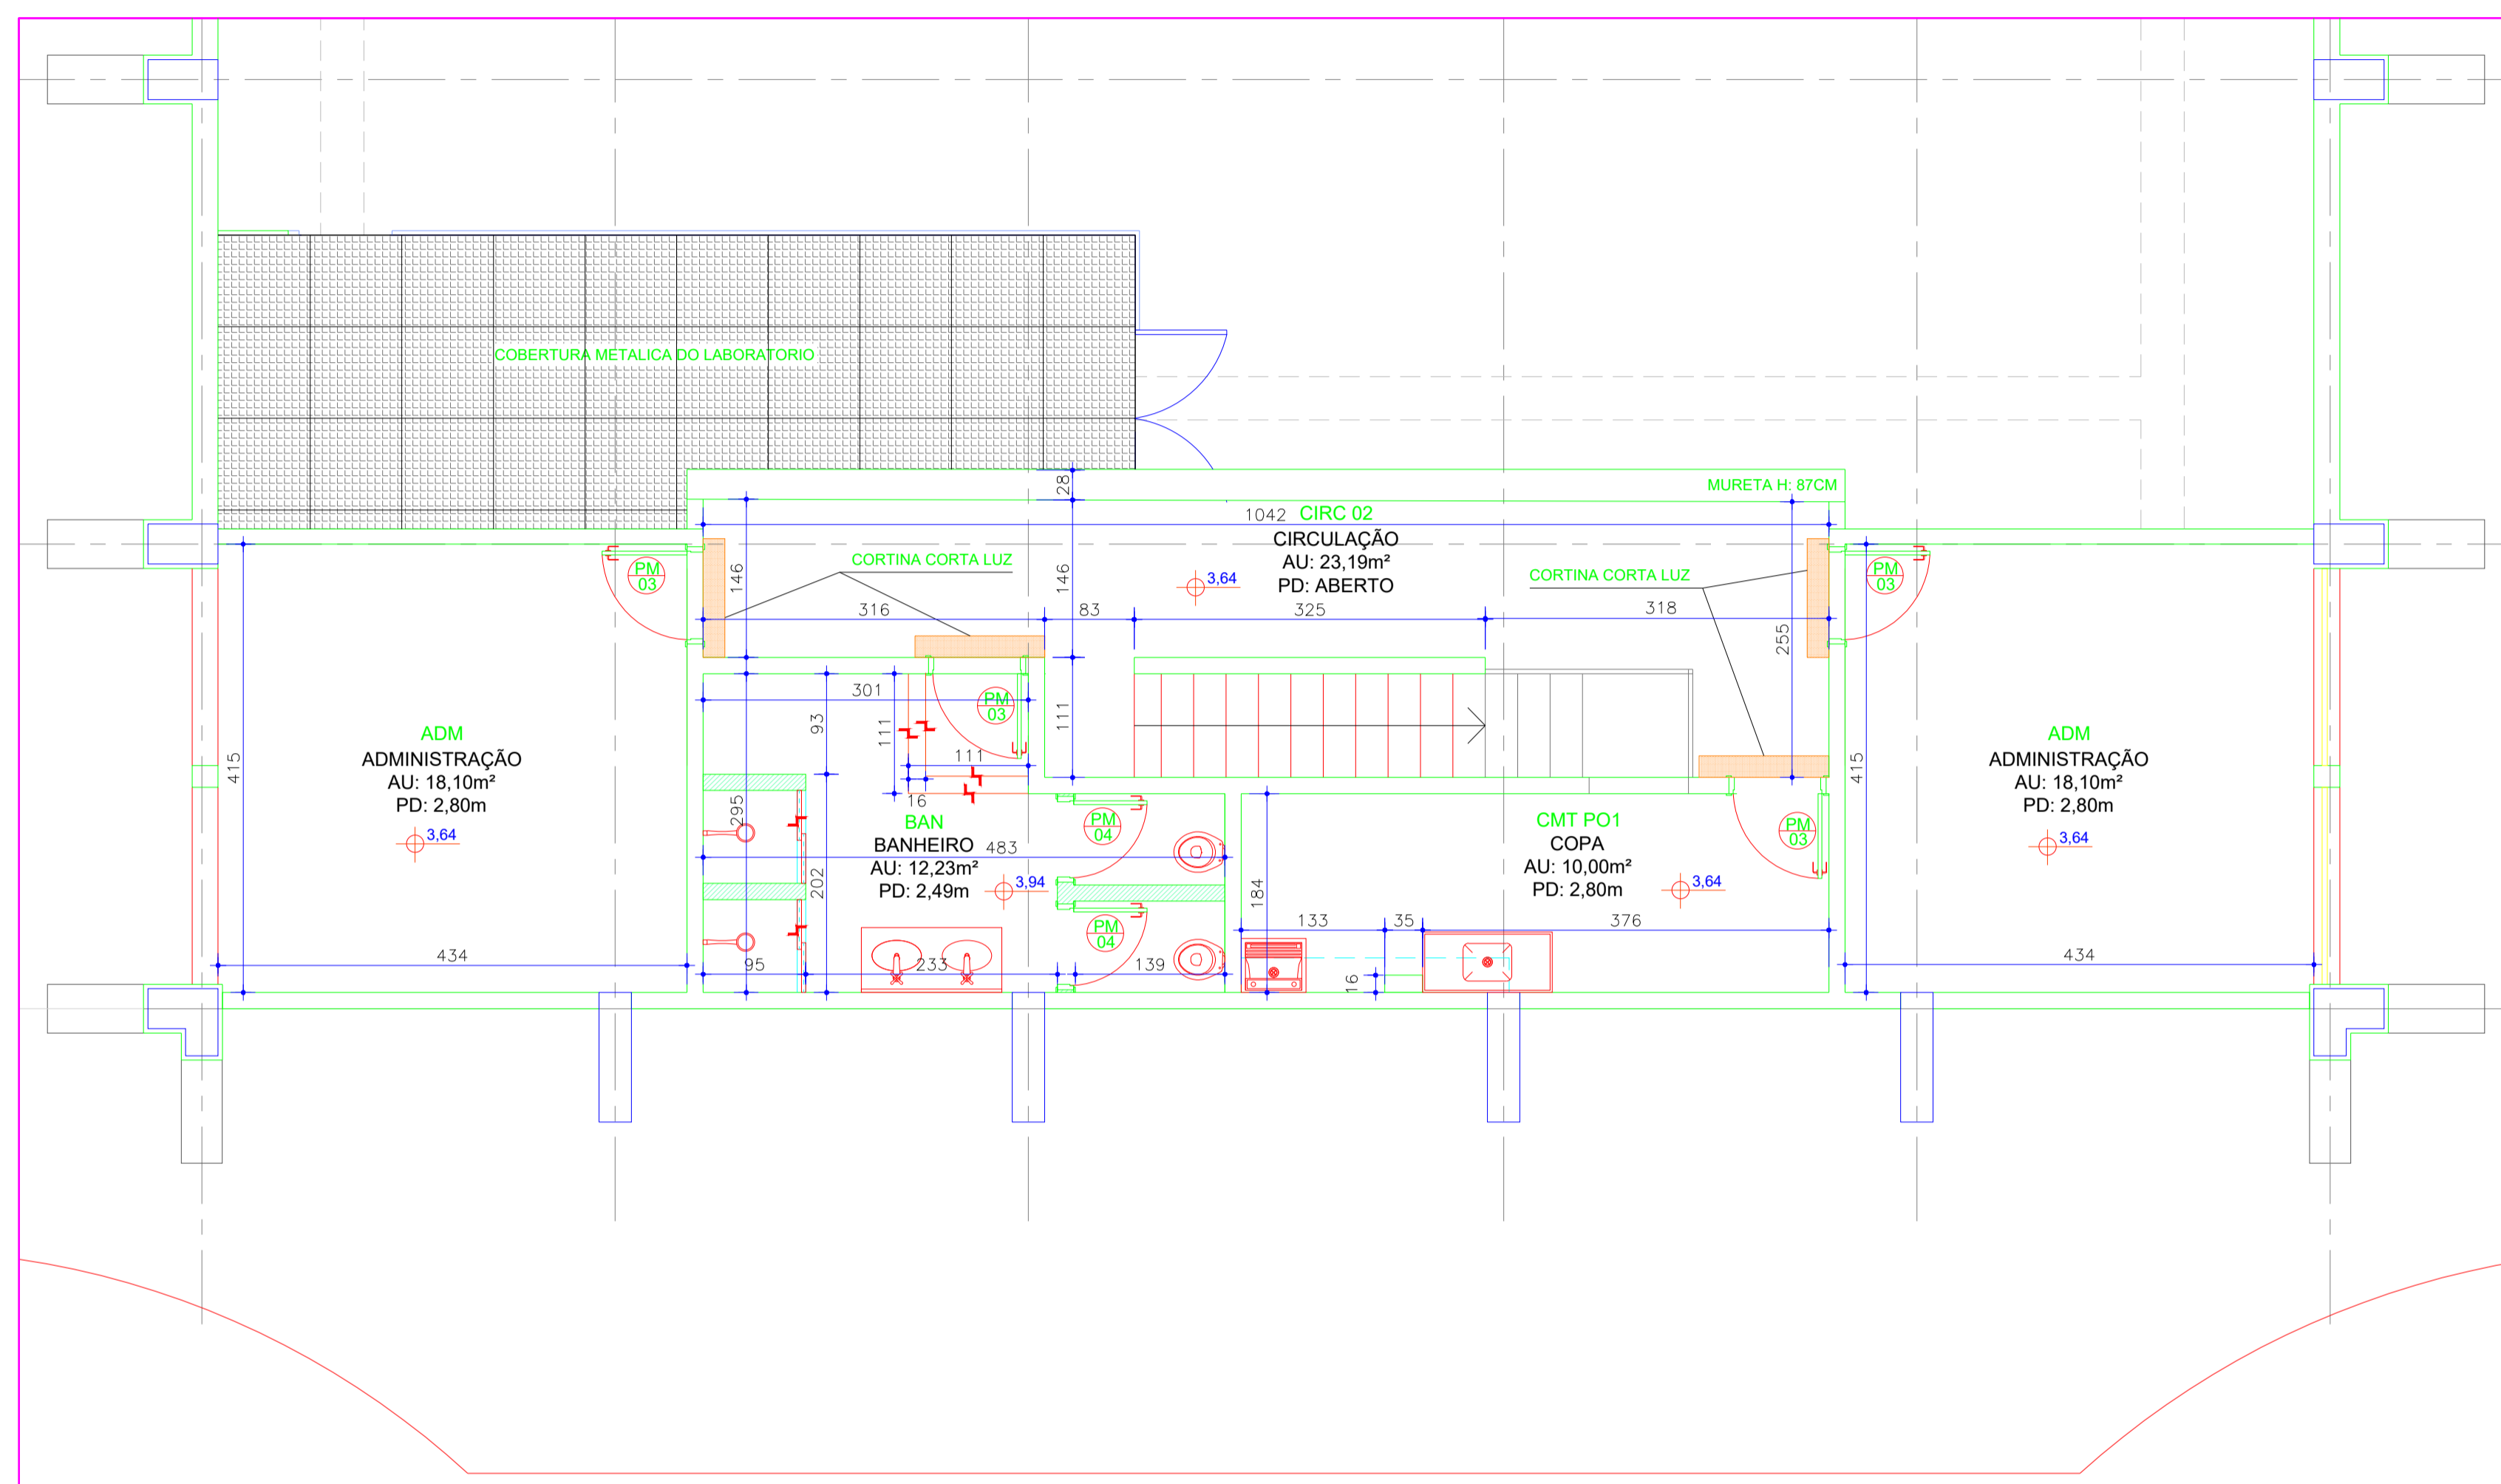 COBERTURA METALICA DO LABORATORIO
28
MURETA H: 87CM
1042
CIRC 02
CIRCULAÇÃO
AU: 23,19m²
PD: ABERTO
3,64
CORTINA CORTA LUZ
CORTINA CORTA LUZ
PM
03
PM
03
146
146
316
83
325
318
255
301
PM
03
93
111
111
111
16
295
202
ADM
ADMINISTRAÇÃO
AU: 18,10m²
PD: 2,80m
3,64
415
434
BAN
BANHEIRO
AU: 12,23m²
PD: 2,49m
3,94
483
PM
04
PM
04
95
233
139
CMT PO1
COPA
AU: 10,00m²
PD: 2,80m
3,64
PM
03
184
133
35
376
16
ADM
ADMINISTRAÇÃO
AU: 18,10m²
PD: 2,80m
3,64
415
434